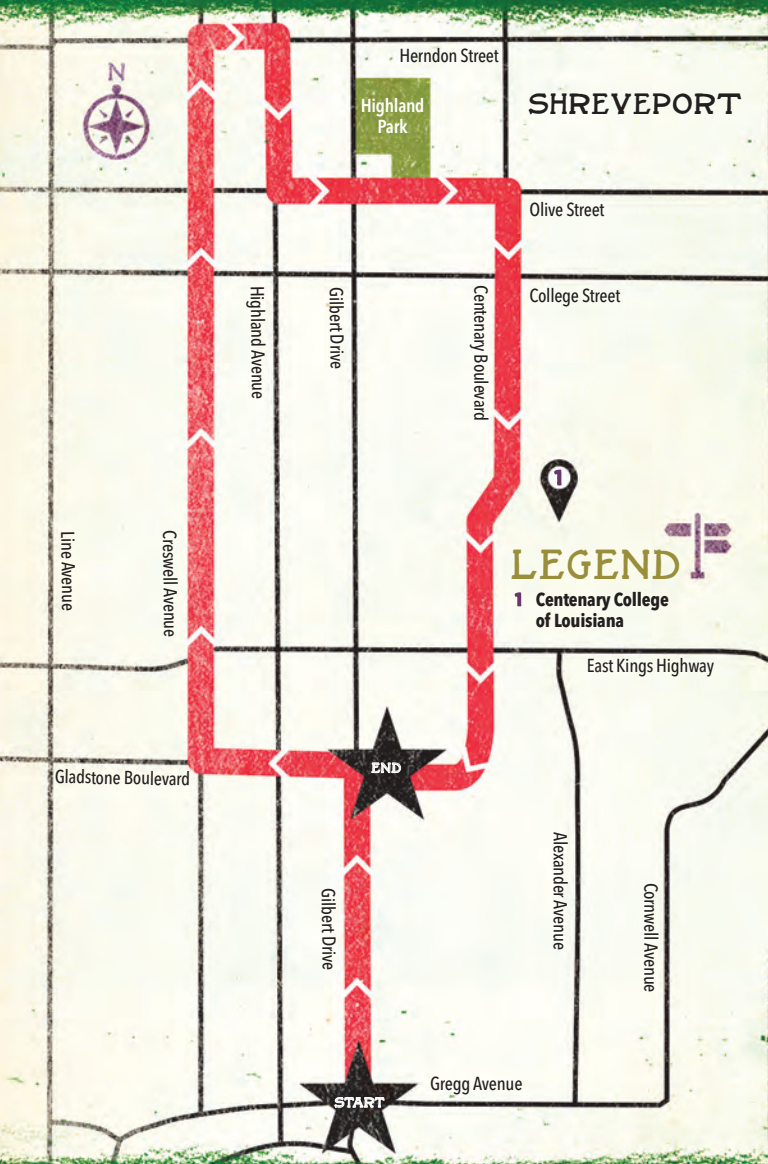 Herndon Street
N
SHREVEPORT
Highland
Park
Olive Street
College Street
Highland Avenue
Gilbert Drive
Centenary Boulevard
1
Line Avenue
Creswell Avenue
LEGEND
1 Centenary College
of Louisiana
East Kings Highway
END
Gladstone Boulevard
Alexander Avenue
Cornwell Avenue
Gilbert Drive
Gregg Avenue
START